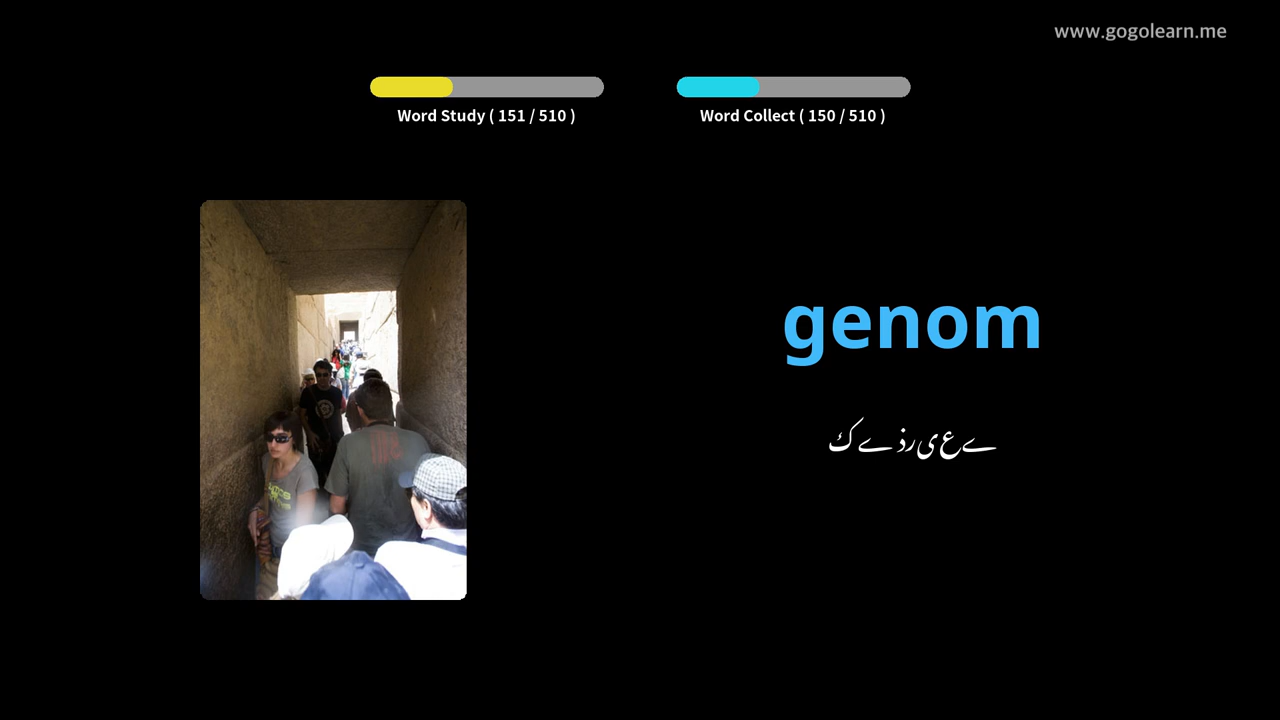 www.gogolearn.me
Word Study ( 151 / 510 )
Word Collect ( 150 / 510 )
genom
کے ذریعے